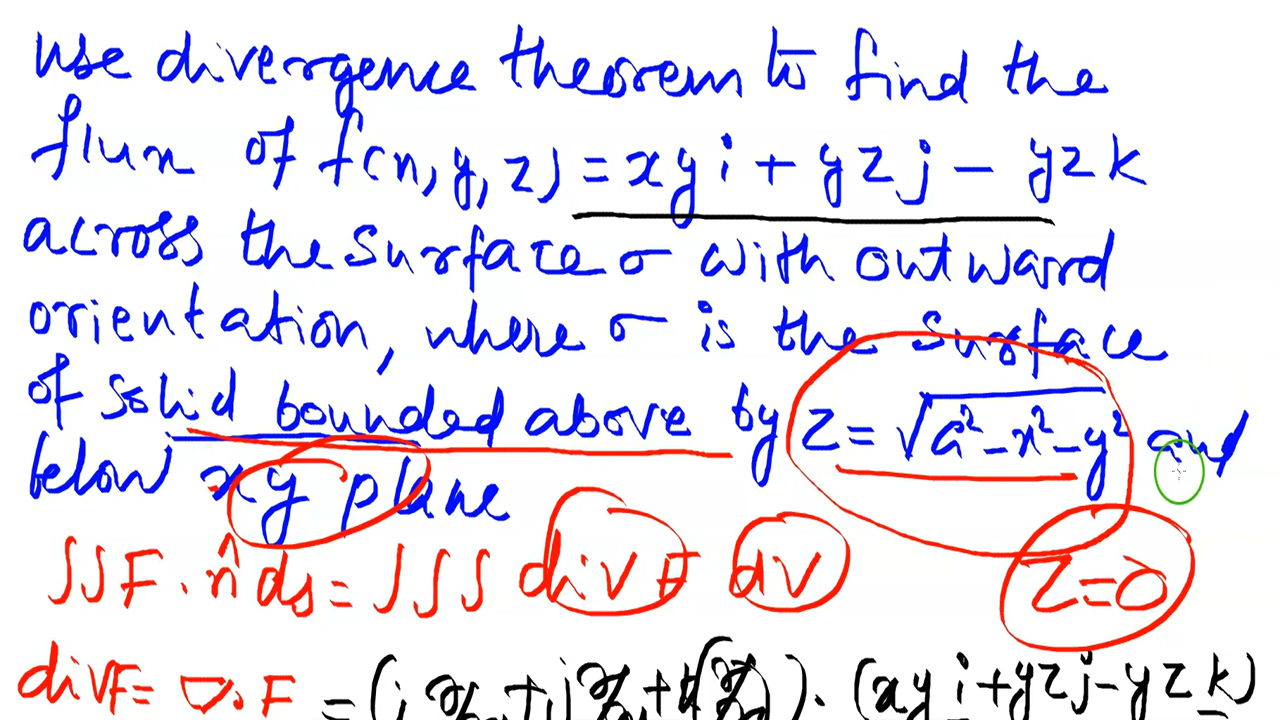 use divergence theorem to find the
flux of f(x, y, z) = xy i + yz j - yz k
across the surface σ with outward
orientation, where σ is the surface
of solid bounded above by z = √a² - x² - y² and
below xy plane
∫∫ F . n̂ ds = ∫∫∫ div F dv
z = 0
div F = ∇ . F = (i ∂/∂x + j ∂/∂y + k ∂/∂z) . (xy i + yz j - yz k)